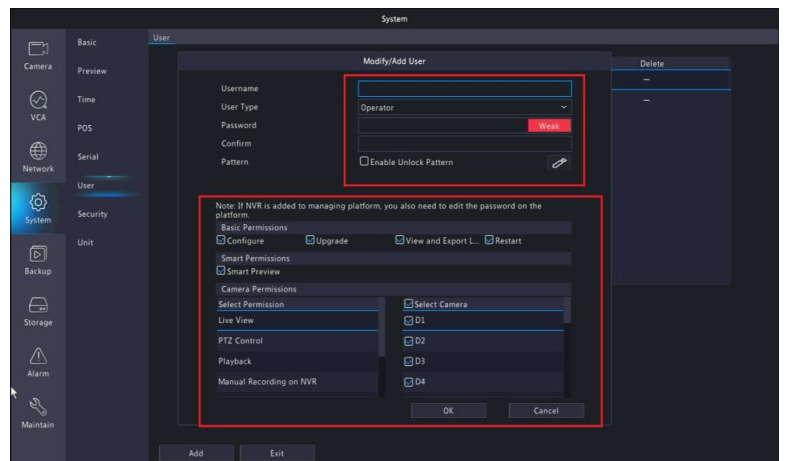 System
Camera
VCA
Network
System
Backup
Storage
Alarm
Maintain
Basic
Preview
Time
POS
Serial
User
Security
Unit
User
Delete
Modify/Add User
Username
User Type Operator
Password Weak
Confirm
Pattern Enable Unlock Pattern
Note: If NVR is added to managing platform, you also need to edit the password on the
platform.
Basic Permissions
Configure Upgrade View and Export L... Restart
Smart Permissions
Smart Preview
Camera Permissions
Select Permission Select Camera
Live View D1
PTZ Control D2
Playback D3
Manual Recording on NVR D4
OK Cancel
Add Exit